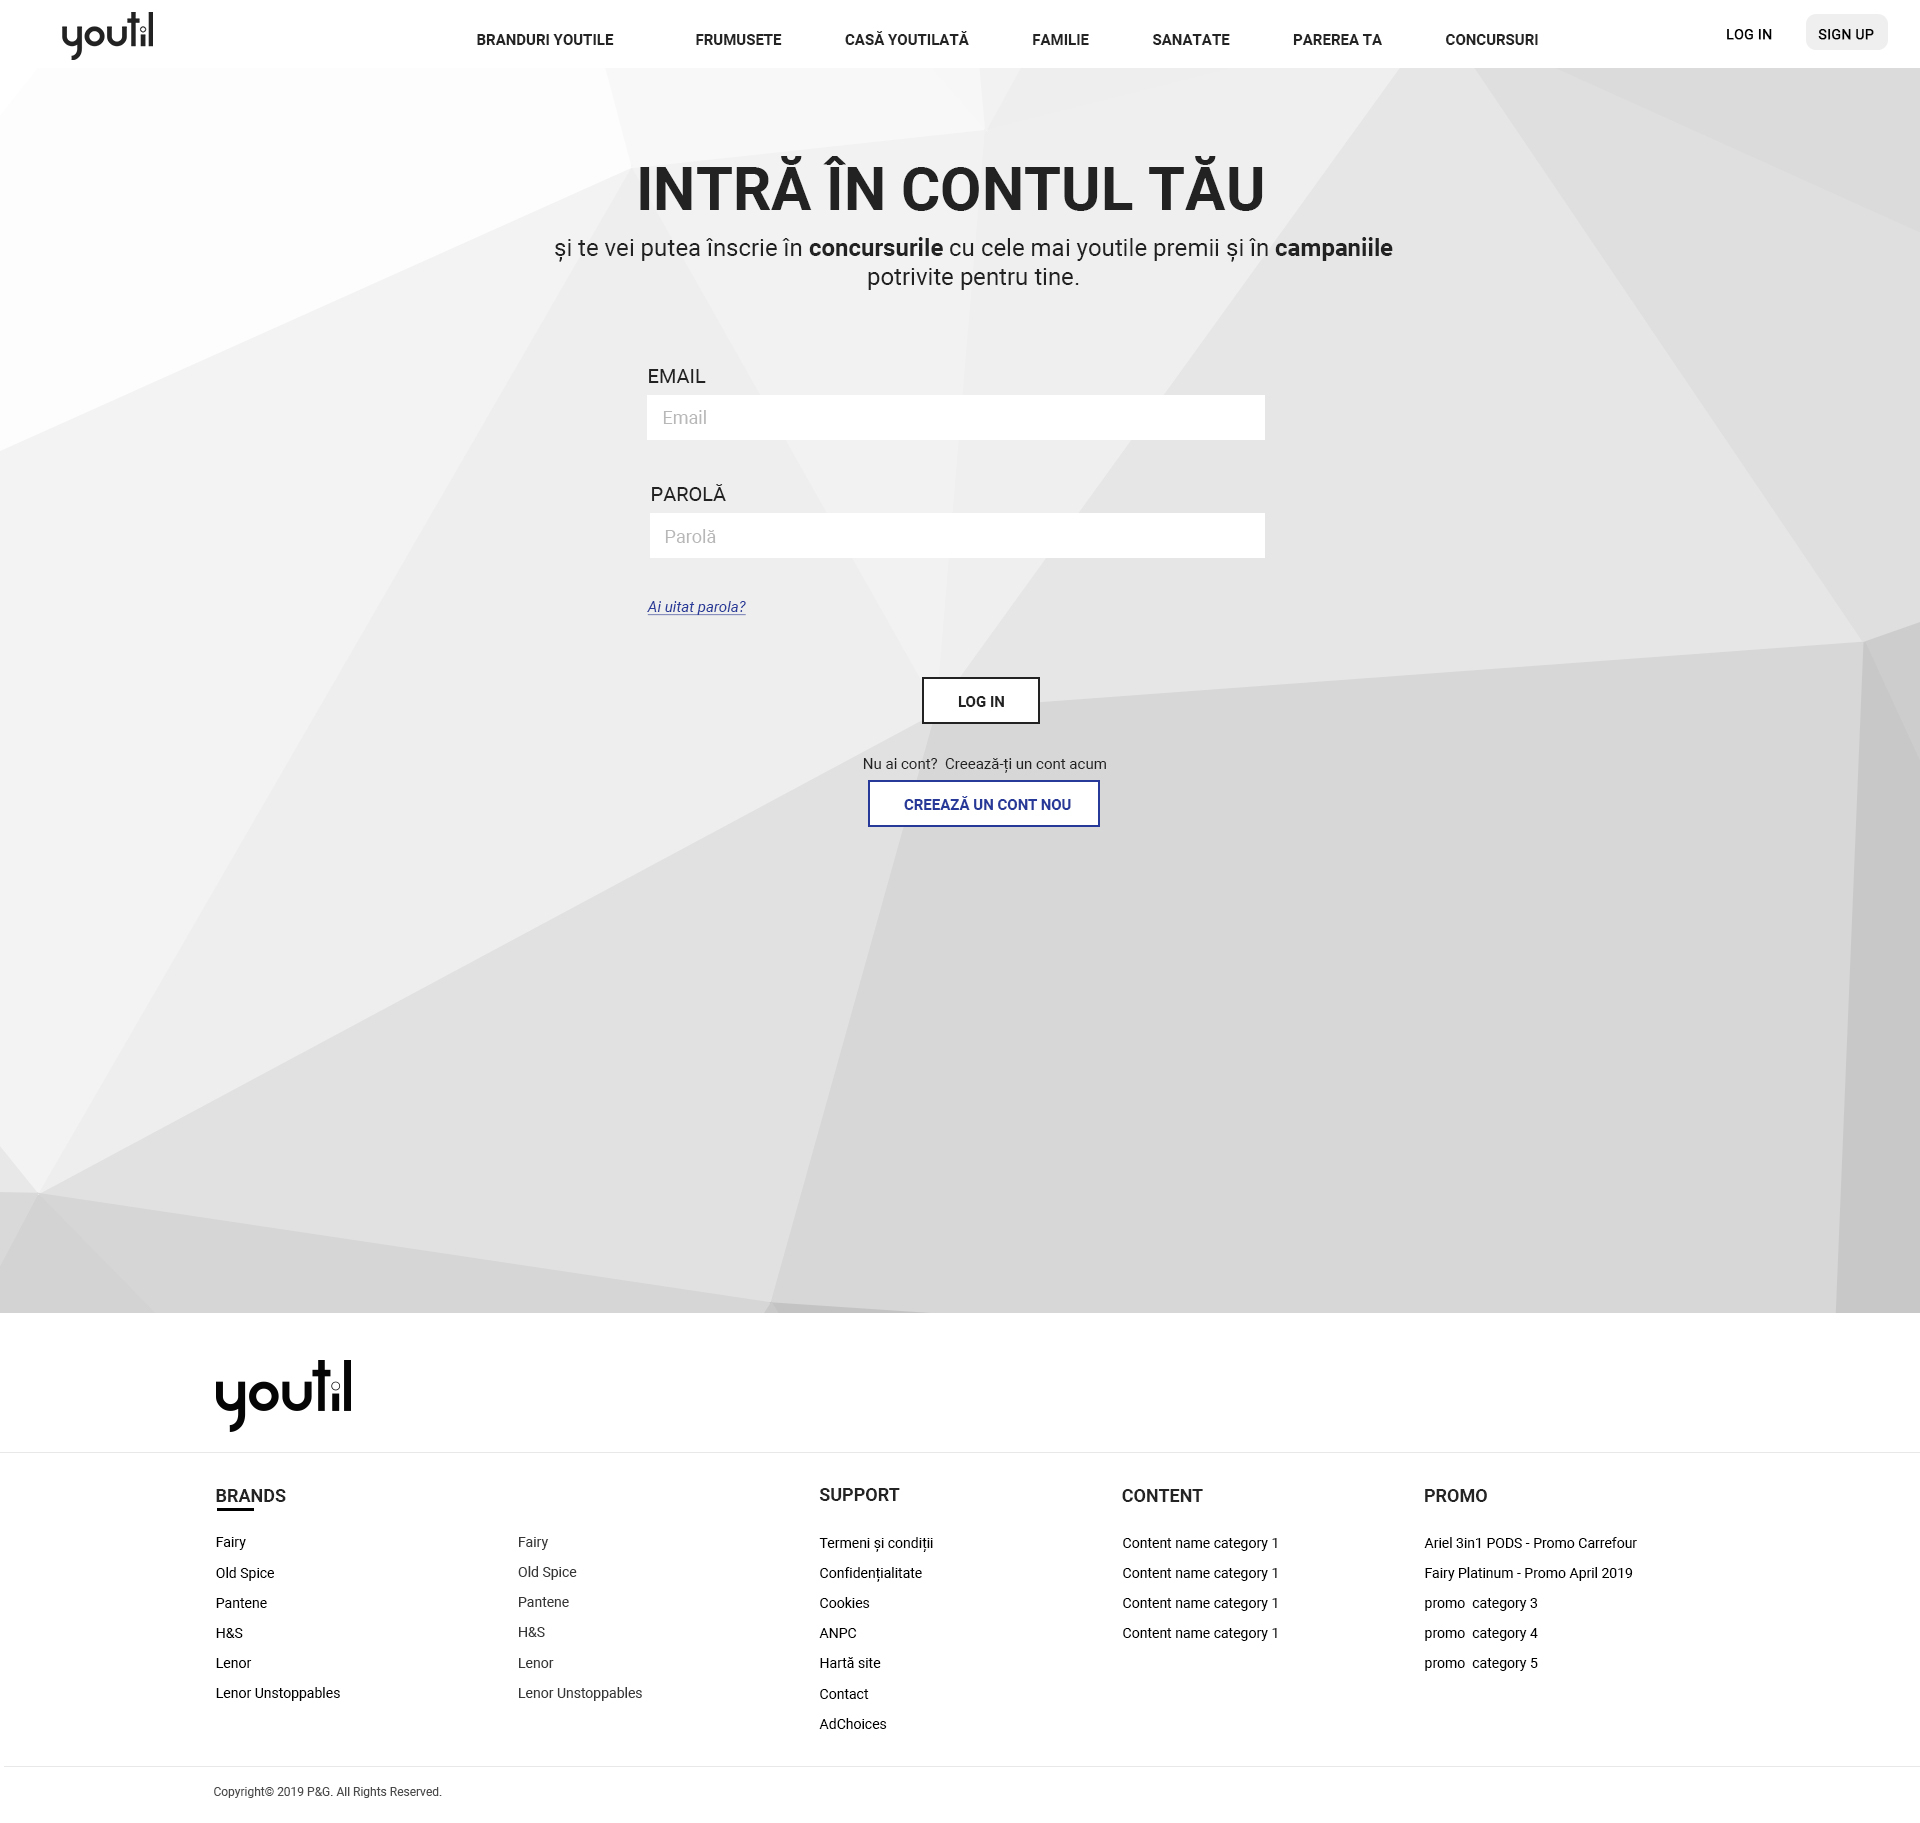 youtil
BRANDURI YOUTILE FRUMUSETE CASĂ YOUTILATĂ FAMILIE SANATATE PAREREA TA CONCURSURI
LOG IN SIGN UP
INTRĂ ÎN CONTUL TĂU
și te vei putea înscrie în concursurile cu cele mai youtile premii și în campaniile
potrivite pentru tine.
EMAIL
Email
PAROLĂ
Parolă
Ai uitat parola?
LOG IN
Nu ai cont?  Creează-ți un cont acum
CREEAZĂ UN CONT NOU
youtil
BRANDS
Fairy
Old Spice
Pantene
H&S
Lenor
Lenor Unstoppables
Fairy
Old Spice
Pantene
H&S
Lenor
Lenor Unstoppables
SUPPORT
Termeni și condiții
Confidențialitate
Cookies
ANPC
Hartă site
Contact
AdChoices
CONTENT
Content name category 1
Content name category 1
Content name category 1
Content name category 1
PROMO
Ariel 3in1 PODS - Promo Carrefour
Fairy Platinum - Promo April 2019
promo  category 3
promo  category 4
promo  category 5
Copyright© 2019 P&G. All Rights Reserved.